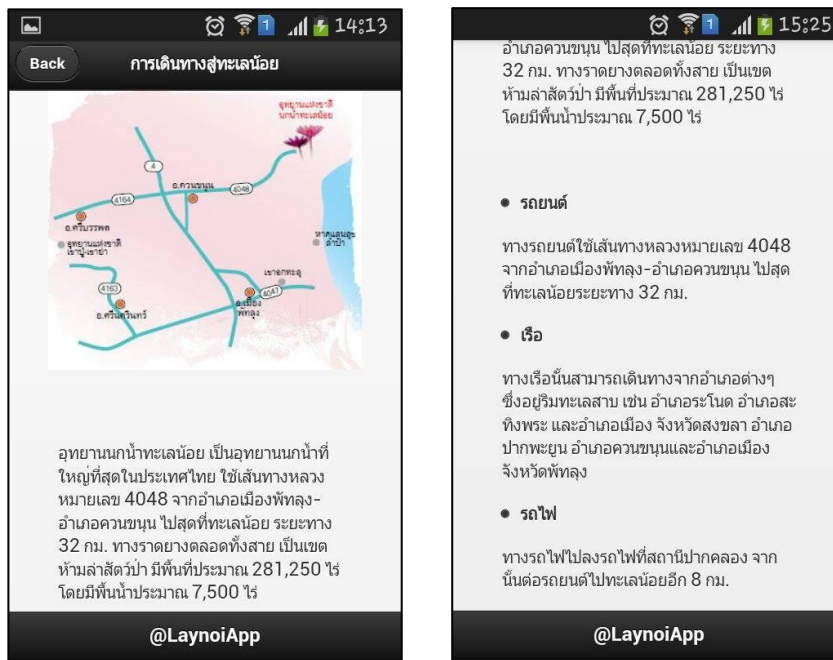 14:13
Back
การเดินทางสู่ทะเลน้อย
อุทยานแห่งชาติ
นกน้ำทะเลน้อย
4
อ.ควนขนุน
4164
4048
อ.ศรีบรรพต
อุทยานแห่งชาติ
เขาปู่-เขาย่า
หาดแสนสุข
ลำปำ
เขาอกทะลุ
4163
4047
อ.เมือง
พัทลุง
อ.ศรีนครินทร์
อุทยานนกน้ำทะเลน้อย เป็นอุทยานนกน้ำที่
ใหญ่ที่สุดในประเทศไทย ใช้เส้นทางหลวง
หมายเลข 4048 จากอำเภอเมืองพัทลุง-
อำเภอควนขนุน ไปสุดที่ทะเลน้อย ระยะทาง
32 กม. ทางราดยางตลอดทั้งสาย เป็นเขต
ห้ามล่าสัตว์ป่า มีพื้นที่ประมาณ 281,250 ไร่
โดยมีพื้นน้ำประมาณ 7,500 ไร่
@LaynoiApp
15:25
อำเภอควนขนุน ไปสุดที่ทะเลน้อย ระยะทาง
32 กม. ทางราดยางตลอดทั้งสาย เป็นเขต
ห้ามล่าสัตว์ป่า มีพื้นที่ประมาณ 281,250 ไร่
โดยมีพื้นน้ำประมาณ 7,500 ไร่
รถยนต์
ทางรถยนต์ใช้เส้นทางหลวงหมายเลข 4048
จากอำเภอเมืองพัทลุง-อำเภอควนขนุน ไปสุด
ที่ทะเลน้อยระยะทาง 32 กม.
เรือ
ทางเรือนั้นสามารถเดินทางจากอำเภอต่างๆ
ซึ่งอยู่ริมทะเลสาบ เช่น อำเภอระโนด อำเภอสะ
ทิงพระ และอำเภอเมือง จังหวัดสงขลา อำเภอ
ปากพะยูน อำเภอควนขนุนและอำเภอเมือง
จังหวัดพัทลุง
รถไฟ
ทางรถไฟไปลงรถไฟที่สถานีปากคลอง จาก
นั้นต่อรถยนต์ไปทะเลน้อยอีก 8 กม.
@LaynoiApp